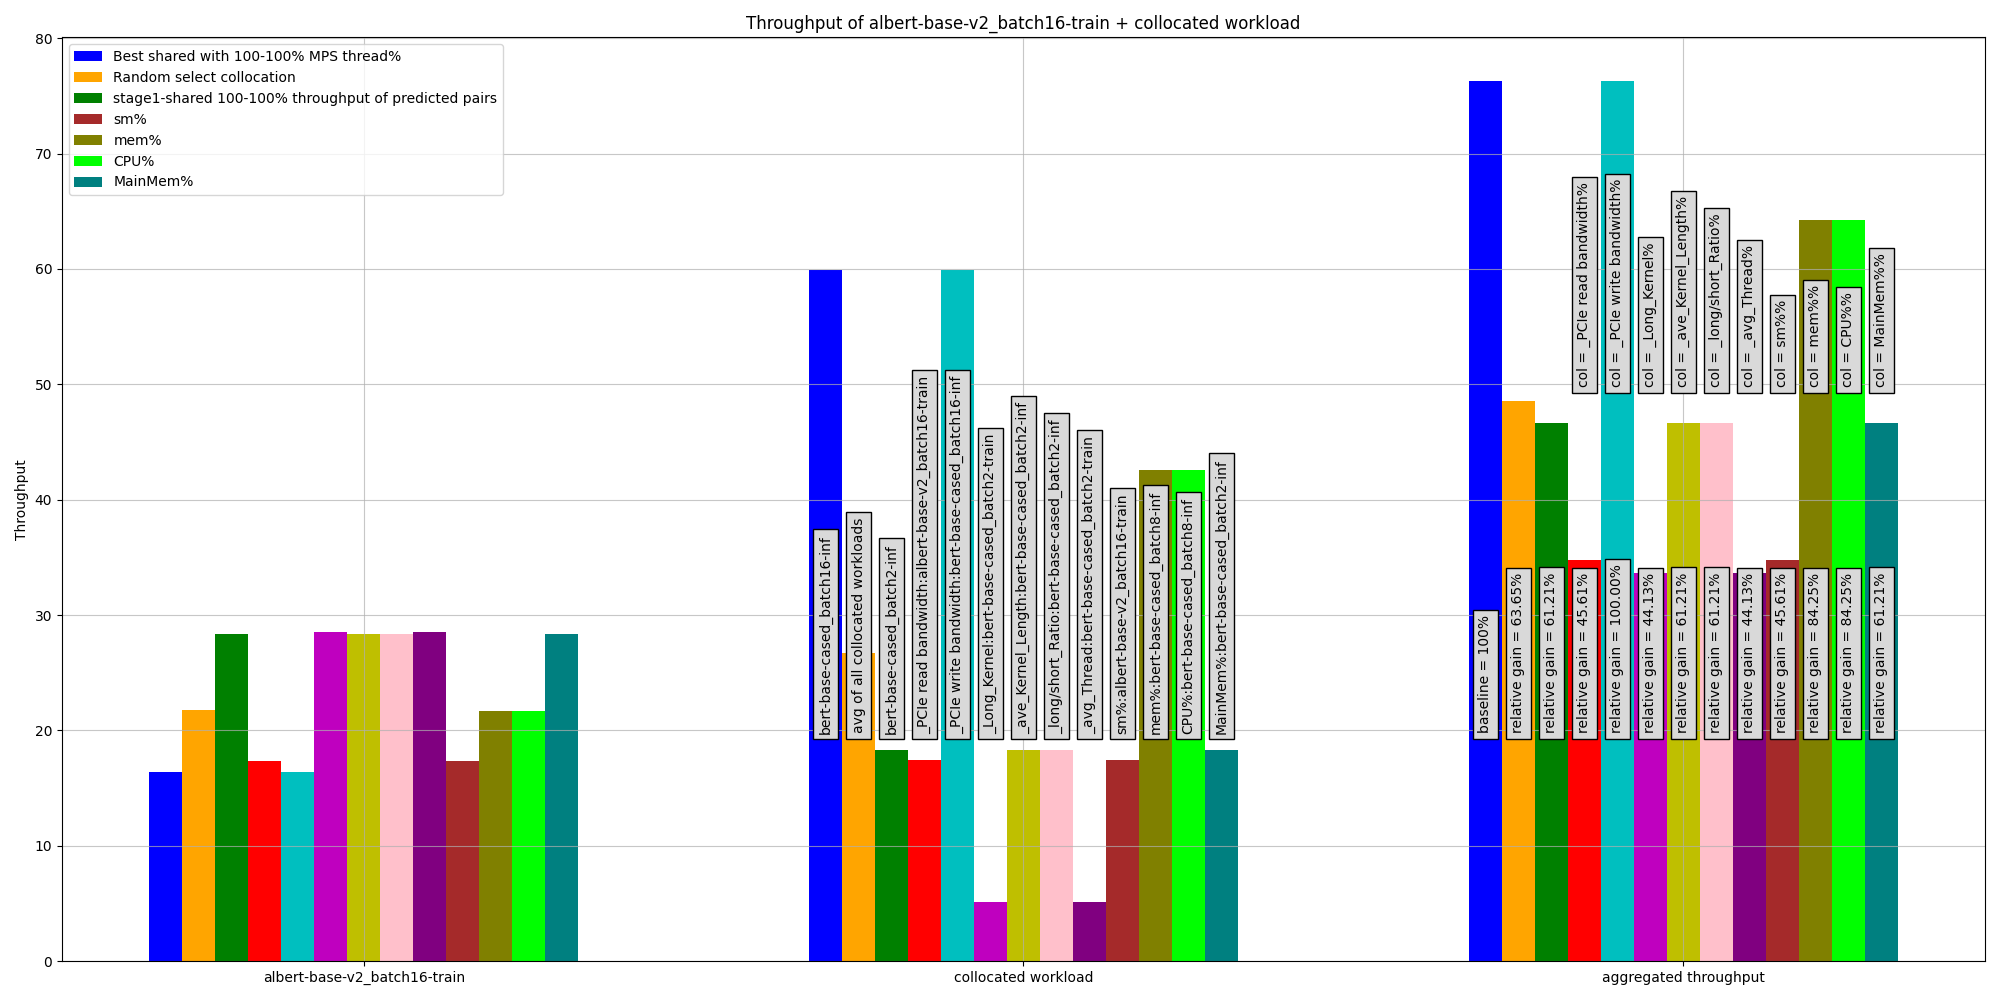 Throughput of albert-base-v2_batch16-train + collocated workload
Best shared with 100-100% MPS thread%
Random select collocation
stage1-shared 100-100% throughput of predicted pairs
sm%
mem%
CPU%
MainMem%
Throughput
80
70
60
50
40
30
20
10
0
bert-base-cased_batch16-inf
avg of all collocated workloads
bert-base-cased_batch2-inf
_PCIe read bandwidth:albert-base-v2_batch16-train
_PCIe write bandwidth:bert-base-cased_batch16-inf
_Long_Kernel:bert-base-cased_batch2-train
_ave_Kernel_Length:bert-base-cased_batch2-inf
_long/short_Ratio:bert-base-cased_batch2-inf
_avg_Thread:bert-base-cased_batch2-train
sm%:albert-base-v2_batch16-train
mem%:bert-base-cased_batch8-inf
CPU%:bert-base-cased_batch8-inf
MainMem%:bert-base-cased_batch2-inf
col = _PCIe read bandwidth%
col = _PCIe write bandwidth%
col = _Long_Kernel%
col = _ave_Kernel_Length%
col = _long/short_Ratio%
col = _avg_Thread%
col = sm%%
col = mem%%
col = CPU%%
col = MainMem%%
baseline = 100%
relative gain = 63.65%
relative gain = 61.21%
relative gain = 45.61%
relative gain = 100.00%
relative gain = 44.13%
relative gain = 61.21%
relative gain = 61.21%
relative gain = 44.13%
relative gain = 45.61%
relative gain = 84.25%
relative gain = 84.25%
relative gain = 61.21%
albert-base-v2_batch16-train
collocated workload
aggregated throughput